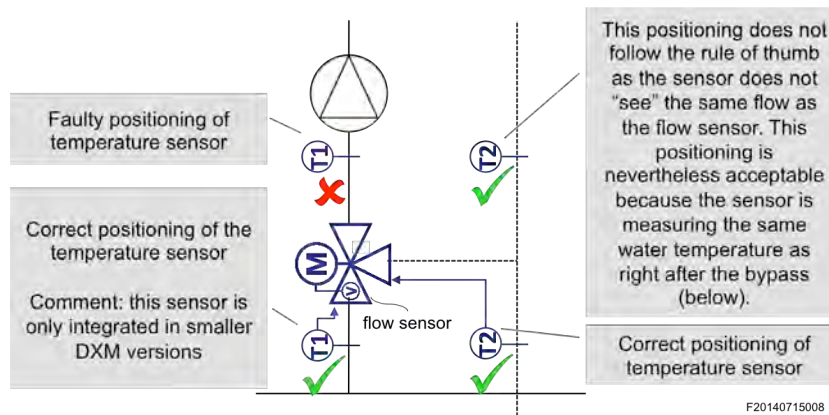 Faulty positioning of
temperature sensor
Correct positioning of the
temperature sensor
Comment: this sensor is
only integrated in smaller
DXM versions
T1
T2
M
V
flow sensor
T1
T2
This positioning does not
follow the rule of thumb
as the sensor does not
“see” the same flow as
the flow sensor. This
positioning is
nevertheless acceptable
because the sensor is
measuring the same
water temperature as
right after the bypass
(below).
Correct positioning of
temperature sensor
F20140715008